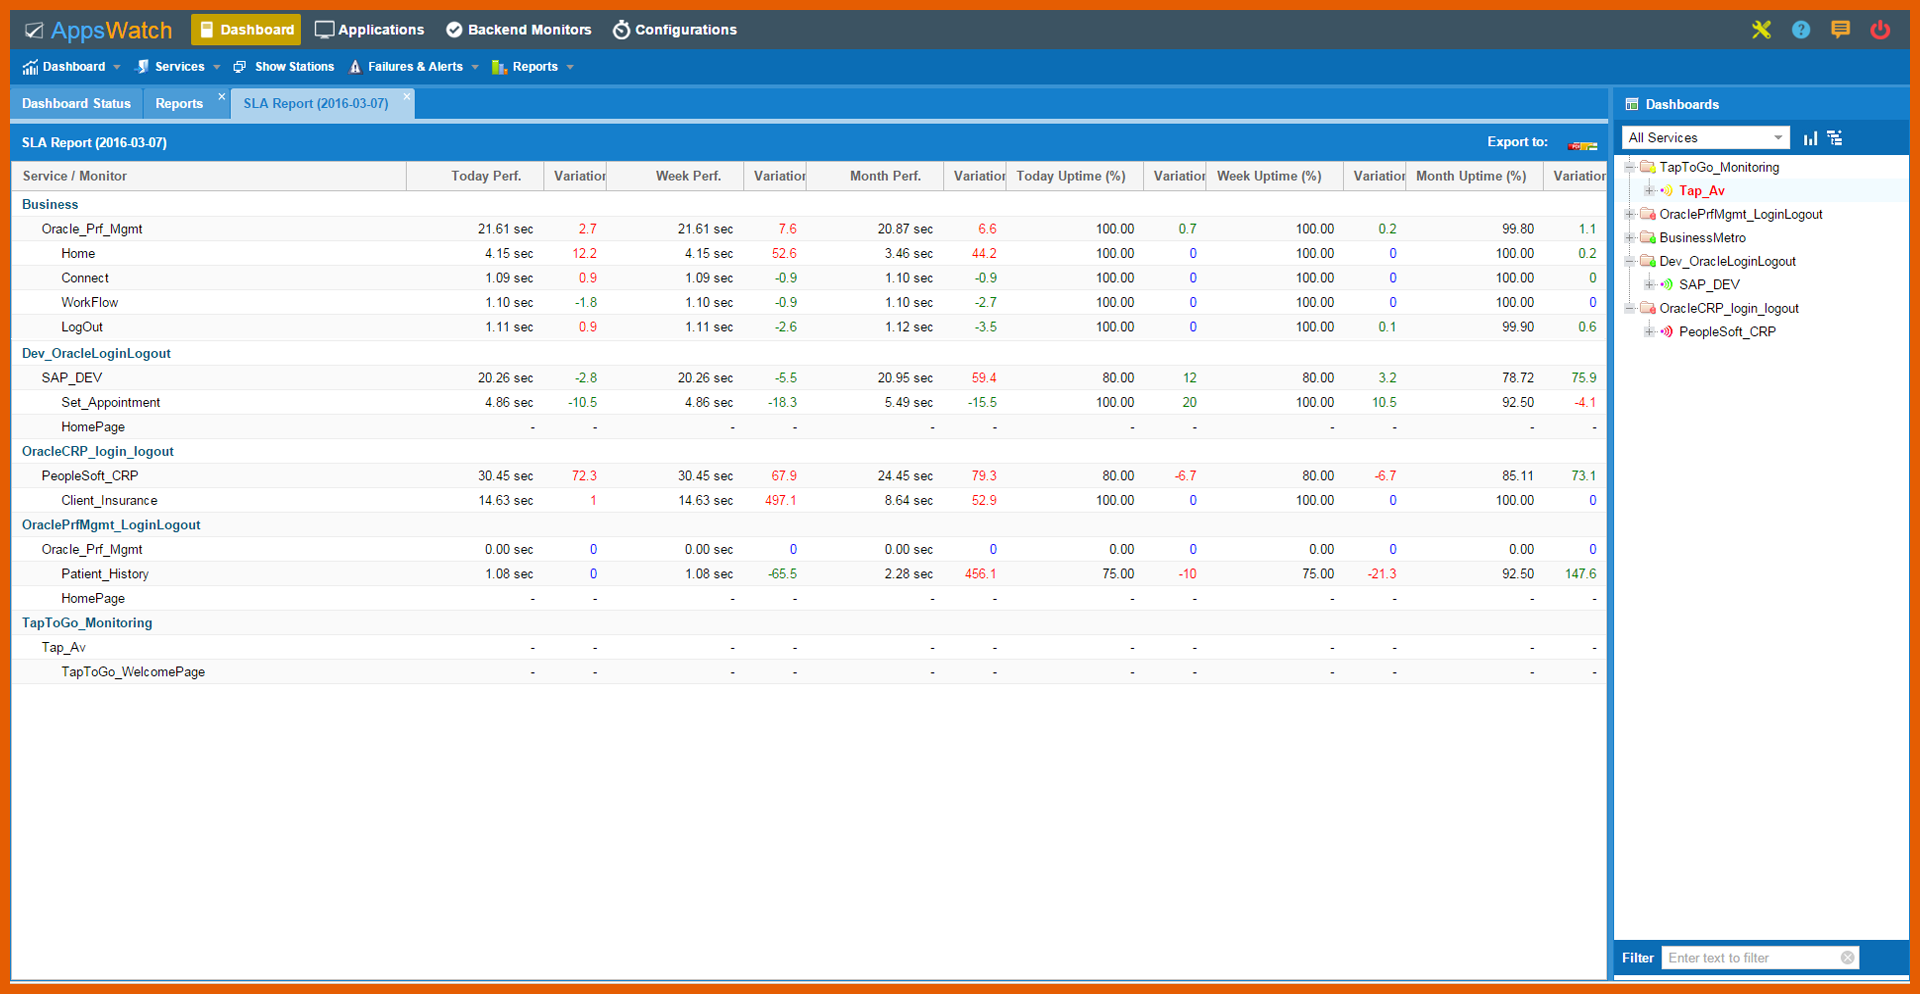 AppsWatch Dashboard Applications Backend Monitors Configurations
Dashboard Services Show Stations Failures & Alerts Reports
Dashboard Status Reports SLA Report (2016-03-07)
SLA Report (2016-03-07) Export to:
Service / Monitor Today Perf. Variation Week Perf. Variation Month Perf. Variation Today Uptime (%) Variation Week Uptime (%) Variation Month Uptime (%) Variation
Business
Oracle_Prf_Mgmt 21.61 sec 2.7 21.61 sec 7.6 20.87 sec 6.6 100.00 0.7 100.00 0.2 99.80 1.1
Home 4.15 sec 12.2 4.15 sec 52.6 3.46 sec 44.2 100.00 0 100.00 0 100.00 0.2
Connect 1.09 sec 0.9 1.09 sec -0.9 1.10 sec -0.9 100.00 0 100.00 0 100.00 0
WorkFlow 1.10 sec -1.8 1.10 sec -0.9 1.10 sec -2.7 100.00 0 100.00 0 100.00 0
LogOut 1.11 sec 0.9 1.11 sec -2.6 1.12 sec -3.5 100.00 0 100.00 0.1 99.90 0.6
Dev_OracleLoginLogout
SAP_DEV 20.26 sec -2.8 20.26 sec -5.5 20.95 sec 59.4 80.00 12 80.00 3.2 78.72 75.9
Set_Appointment 4.86 sec -10.5 4.86 sec -18.3 5.49 sec -15.5 100.00 20 100.00 10.5 92.50 -4.1
HomePage - - - - - - - - - - - -
OracleCRP_login_logout
PeopleSoft_CRP 30.45 sec 72.3 30.45 sec 67.9 24.45 sec 79.3 80.00 -6.7 80.00 -6.7 85.11 73.1
Client_Insurance 14.63 sec 1 14.63 sec 497.1 8.64 sec 52.9 100.00 0 100.00 0 100.00 0
OraclePrfMgmt_LoginLogout
Oracle_Prf_Mgmt 0.00 sec 0 0.00 sec 0 0.00 sec 0 0.00 0 0.00 0 0.00 0
Patient_History 1.08 sec 0 1.08 sec -65.5 2.28 sec 456.1 75.00 -10 75.00 -21.3 92.50 147.6
HomePage - - - - - - - - - - - -
TapToGo_Monitoring
Tap_Av - - - - - - - - - - - -
TapToGo_WelcomePage - - - - - - - - - - - -
Dashboards
All Services
TapToGo_Monitoring
Tap_Av
OraclePrfMgmt_LoginLogout
BusinessMetro
Dev_OracleLoginLogout
SAP_DEV
OracleCRP_login_logout
PeopleSoft_CRP
Filter Enter text to filter